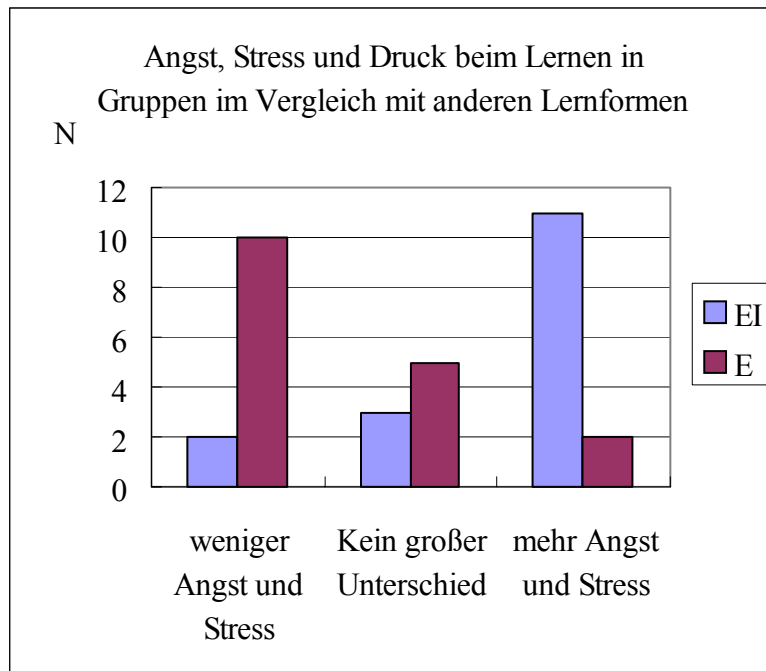 Angst, Stress und Druck beim Lernen in
Gruppen im Vergleich mit anderen Lernformen
N
12
10
8
6
4
2
0
weniger
Angst und
Stress
Kein großer
Unterschied
mehr Angst
und Stress
EI
E